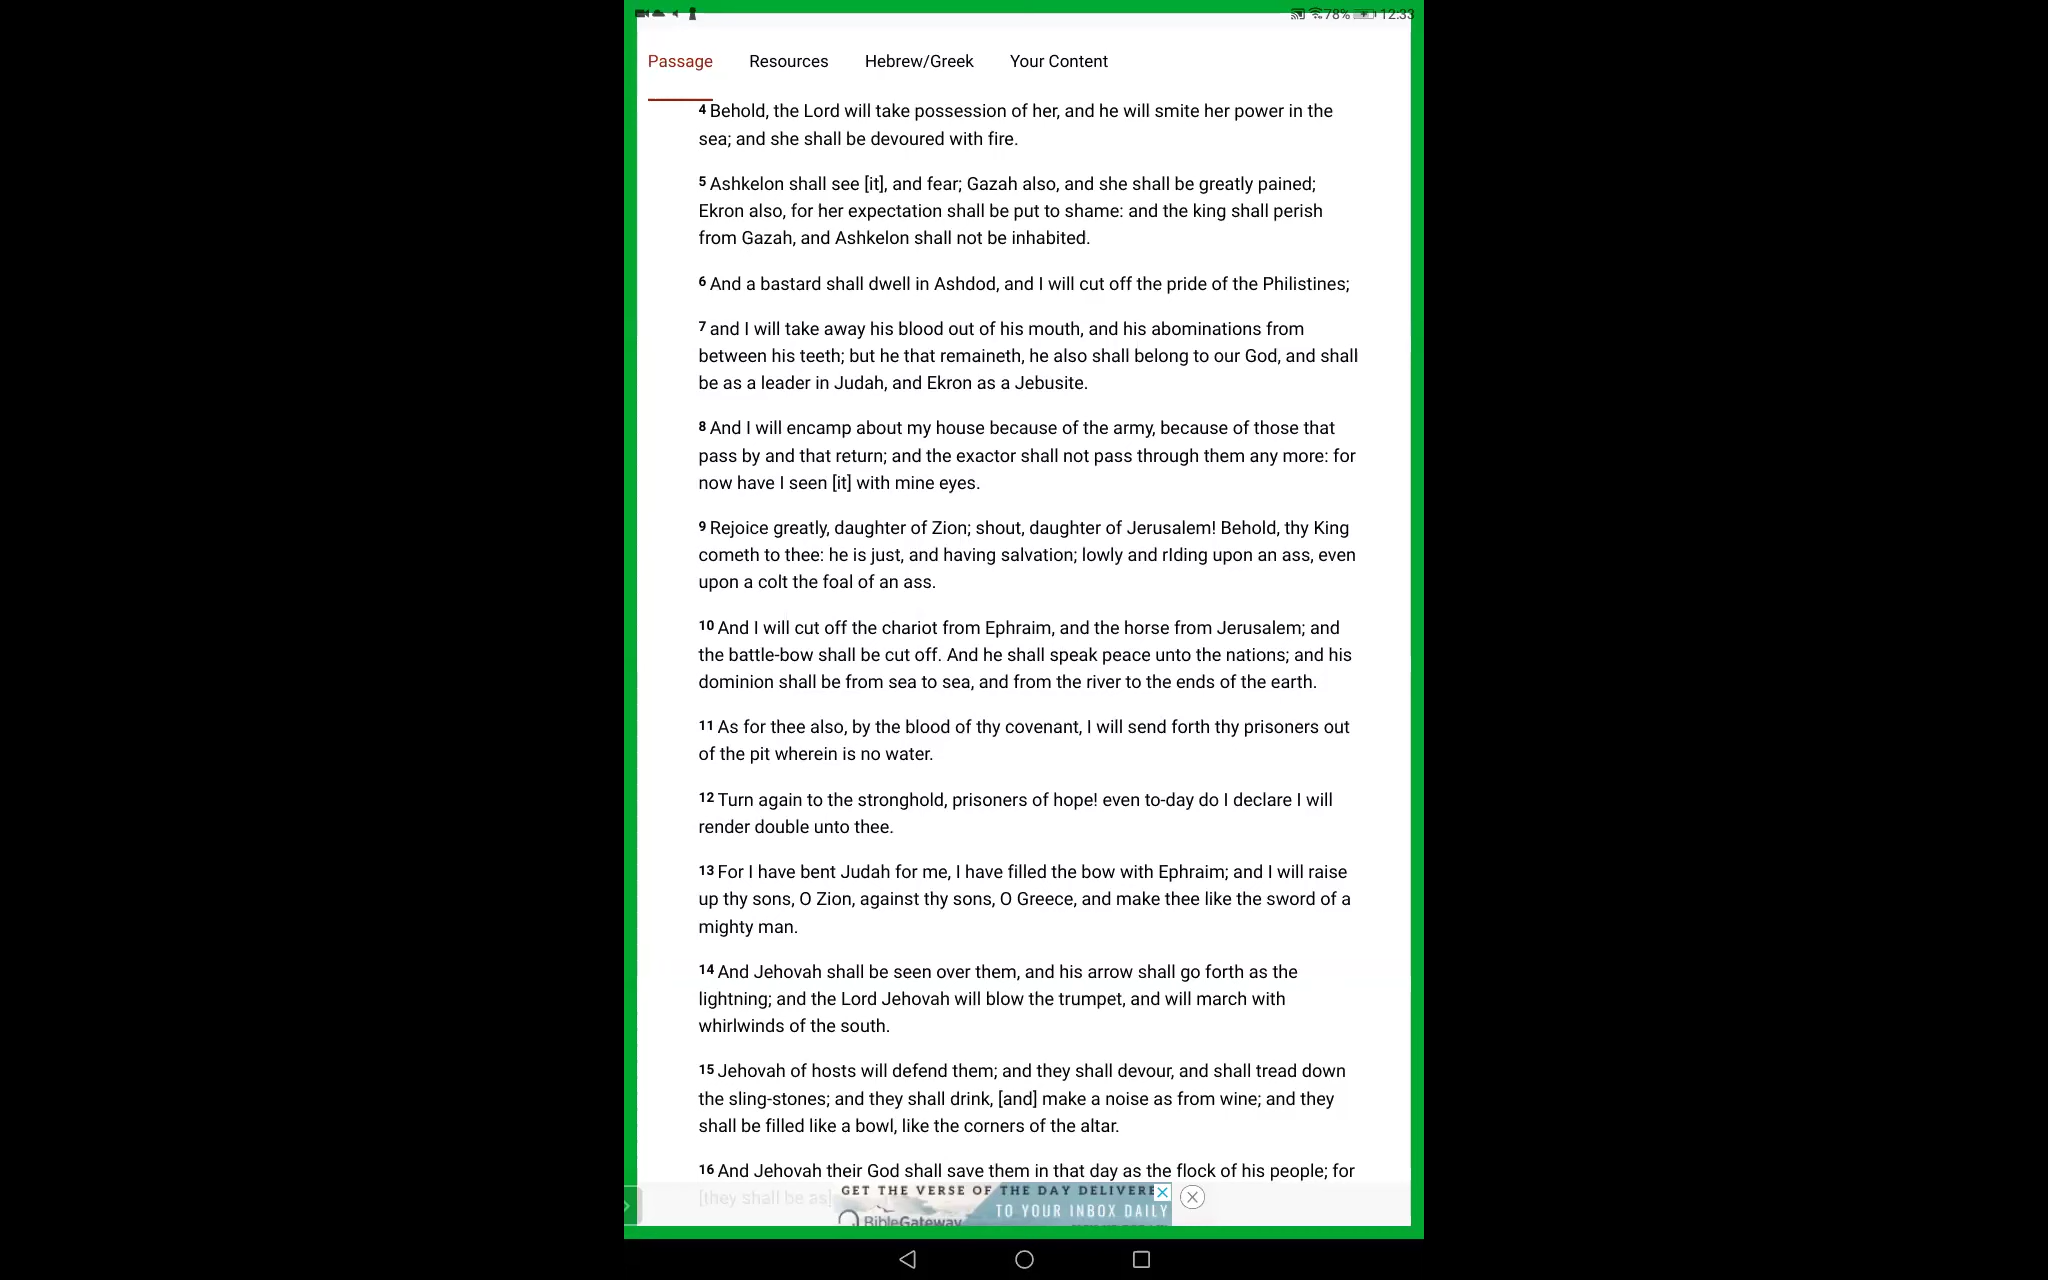 78% 12:33
Passage Resources Hebrew/Greek Your Content
4 Behold, the Lord will take possession of her, and he will smite her power in the
sea; and she shall be devoured with fire.
5 Ashkelon shall see [it], and fear; Gazah also, and she shall be greatly pained;
Ekron also, for her expectation shall be put to shame: and the king shall perish
from Gazah, and Ashkelon shall not be inhabited.
6 And a bastard shall dwell in Ashdod, and I will cut off the pride of the Philistines;
7 and I will take away his blood out of his mouth, and his abominations from
between his teeth; but he that remaineth, he also shall belong to our God, and shall
be as a leader in Judah, and Ekron as a Jebusite.
8 And I will encamp about my house because of the army, because of those that
pass by and that return; and the exactor shall not pass through them any more: for
now have I seen [it] with mine eyes.
9 Rejoice greatly, daughter of Zion; shout, daughter of Jerusalem! Behold, thy King
cometh to thee: he is just, and having salvation; lowly and rIding upon an ass, even
upon a colt the foal of an ass.
10 And I will cut off the chariot from Ephraim, and the horse from Jerusalem; and
the battle-bow shall be cut off. And he shall speak peace unto the nations; and his
dominion shall be from sea to sea, and from the river to the ends of the earth.
11 As for thee also, by the blood of thy covenant, I will send forth thy prisoners out
of the pit wherein is no water.
12 Turn again to the stronghold, prisoners of hope! even to-day do I declare I will
render double unto thee.
13 For I have bent Judah for me, I have filled the bow with Ephraim; and I will raise
up thy sons, O Zion, against thy sons, O Greece, and make thee like the sword of a
mighty man.
14 And Jehovah shall be seen over them, and his arrow shall go forth as the
lightning; and the Lord Jehovah will blow the trumpet, and will march with
whirlwinds of the south.
15 Jehovah of hosts will defend them; and they shall devour, and shall tread down
the sling-stones; and they shall drink, [and] make a noise as from wine; and they
shall be filled like a bowl, like the corners of the altar.
16 And Jehovah their God shall save them in that day as the flock of his people; for
[they shall be as]
GET THE VERSE OF THE DAY DELIVERE
TO YOUR INBOX DAILY
BibleGateway